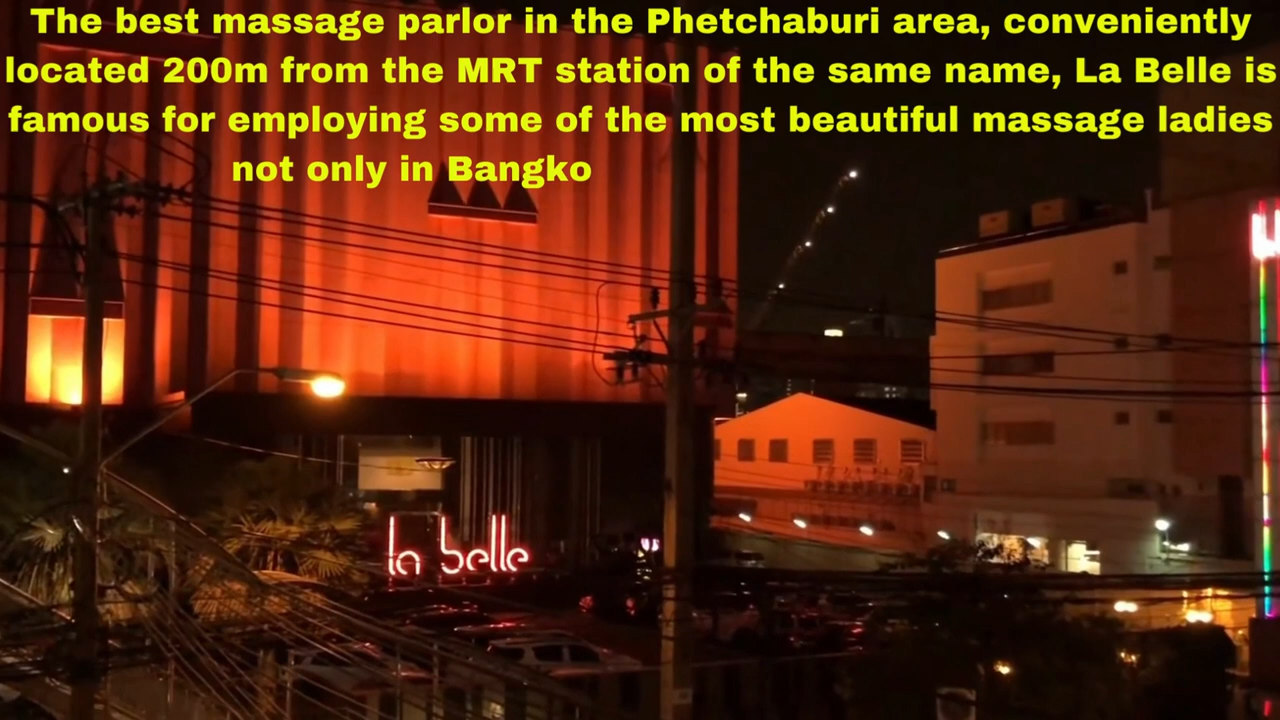 The best massage parlor in the Phetchaburi area, conveniently
located 200m from the MRT station of the same name, La Belle is
famous for employing some of the most beautiful massage ladies
not only in Bangko
la belle